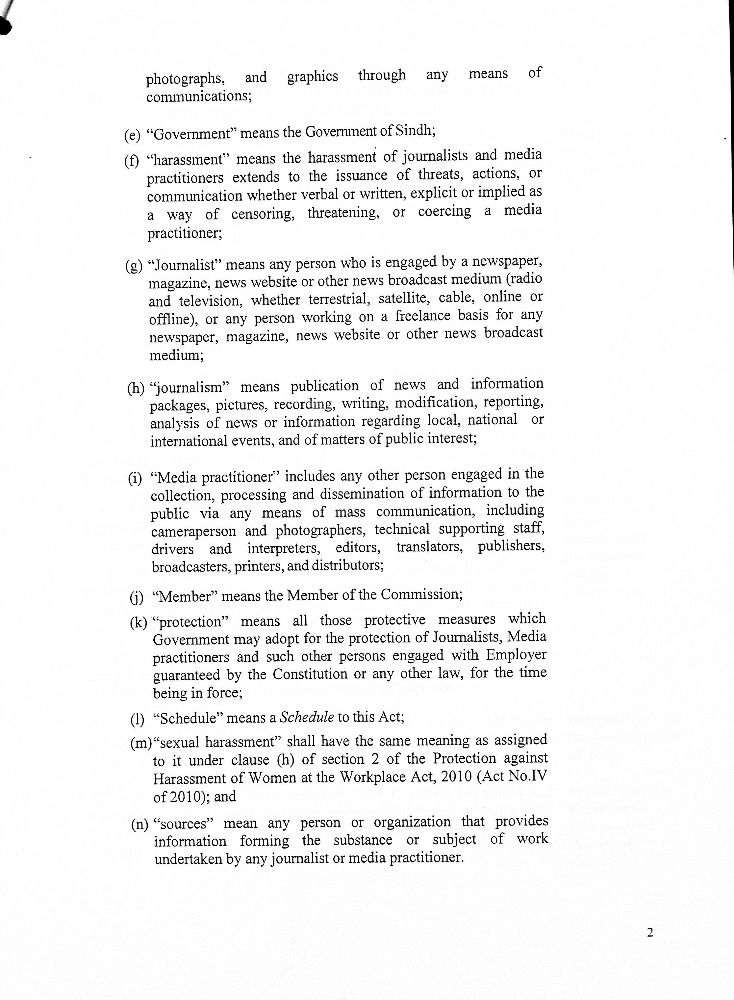 photographs, and graphics through any means of
communications;
(e) “Government” means the Government of Sindh;
(f) “harassment” means the harassment of journalists and media
practitioners extends to the issuance of threats, actions, or
communication whether verbal or written, explicit or implied as
a way of censoring, threatening, or coercing a media
practitioner;
(g) “Journalist” means any person who is engaged by a newspaper,
magazine, news website or other news broadcast medium (radio
and television, whether terrestrial, satellite, cable, online or
offline), or any person working on a freelance basis for any
newspaper, magazine, news website or other news broadcast
medium;
(h) “journalism” means publication of news and information
packages, pictures, recording, writing, modification, reporting,
analysis of news or information regarding local, national or
international events, and of matters of public interest;
(i) “Media practitioner” includes any other person engaged in the
collection, processing and dissemination of information to the
public via any means of mass communication, including
cameraperson and photographers, technical supporting staff,
drivers and interpreters, editors, translators, publishers,
broadcasters, printers, and distributors;
(j) “Member” means the Member of the Commission;
(k) “protection” means all those protective measures which
Government may adopt for the protection of Journalists, Media
practitioners and such other persons engaged with Employer
guaranteed by the Constitution or any other law, for the time
being in force;
(l) “Schedule” means a Schedule to this Act;
(m)“sexual harassment” shall have the same meaning as assigned
to it under clause (h) of section 2 of the Protection against
Harassment of Women at the Workplace Act, 2010 (Act No.IV
of 2010); and
(n) “sources” mean any person or organization that provides
information forming the substance or subject of work
undertaken by any journalist or media practitioner.
2